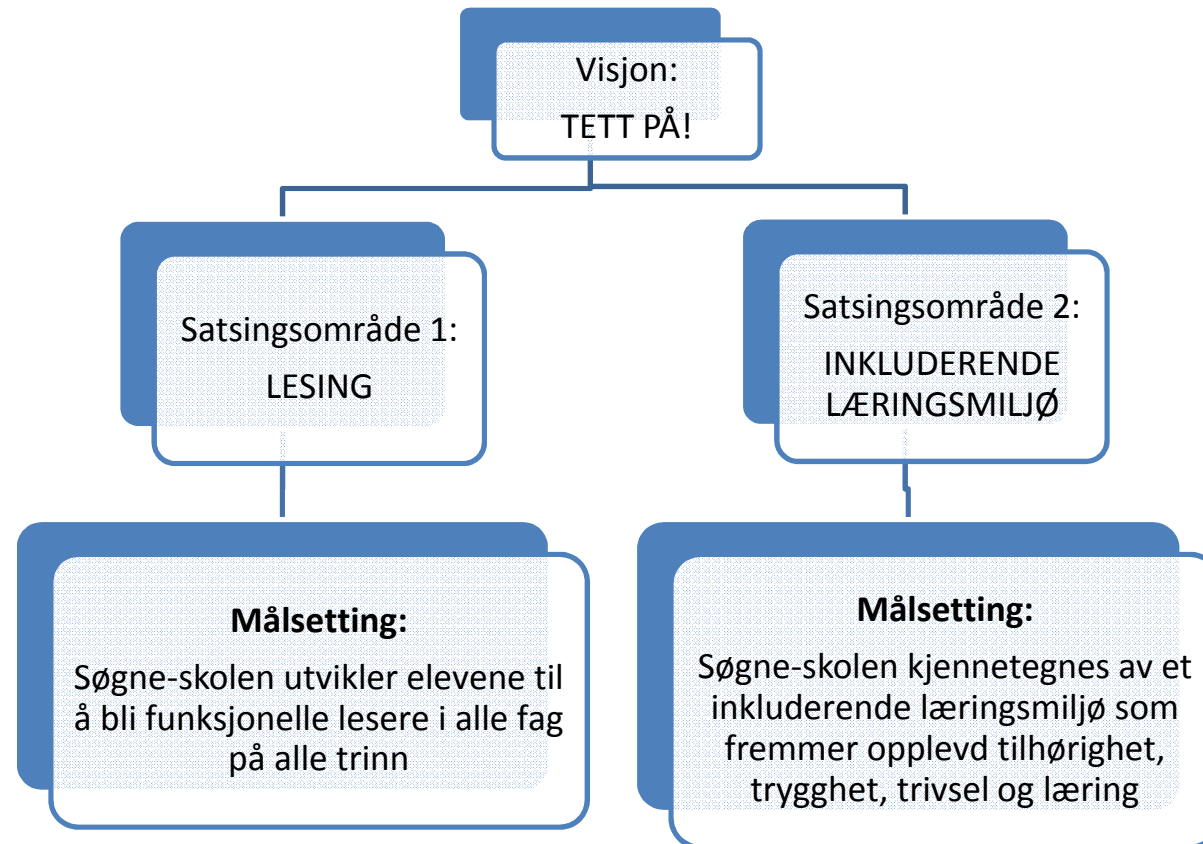 Visjon:
TETT PÅ!
Satsingsområde 1:
LESING
Satsingsområde 2:
INKLUDERENDE
LÆRINGSMILJØ
Målsetting:
Søgne-skolen utvikler elevene til
å bli funksjonelle lesere i alle fag
på alle trinn
Målsetting:
Søgne-skolen kjennetegnes av et
inkluderende læringsmiljø som
fremmer opplevd tilhørighet,
trygghet, trivsel og læring